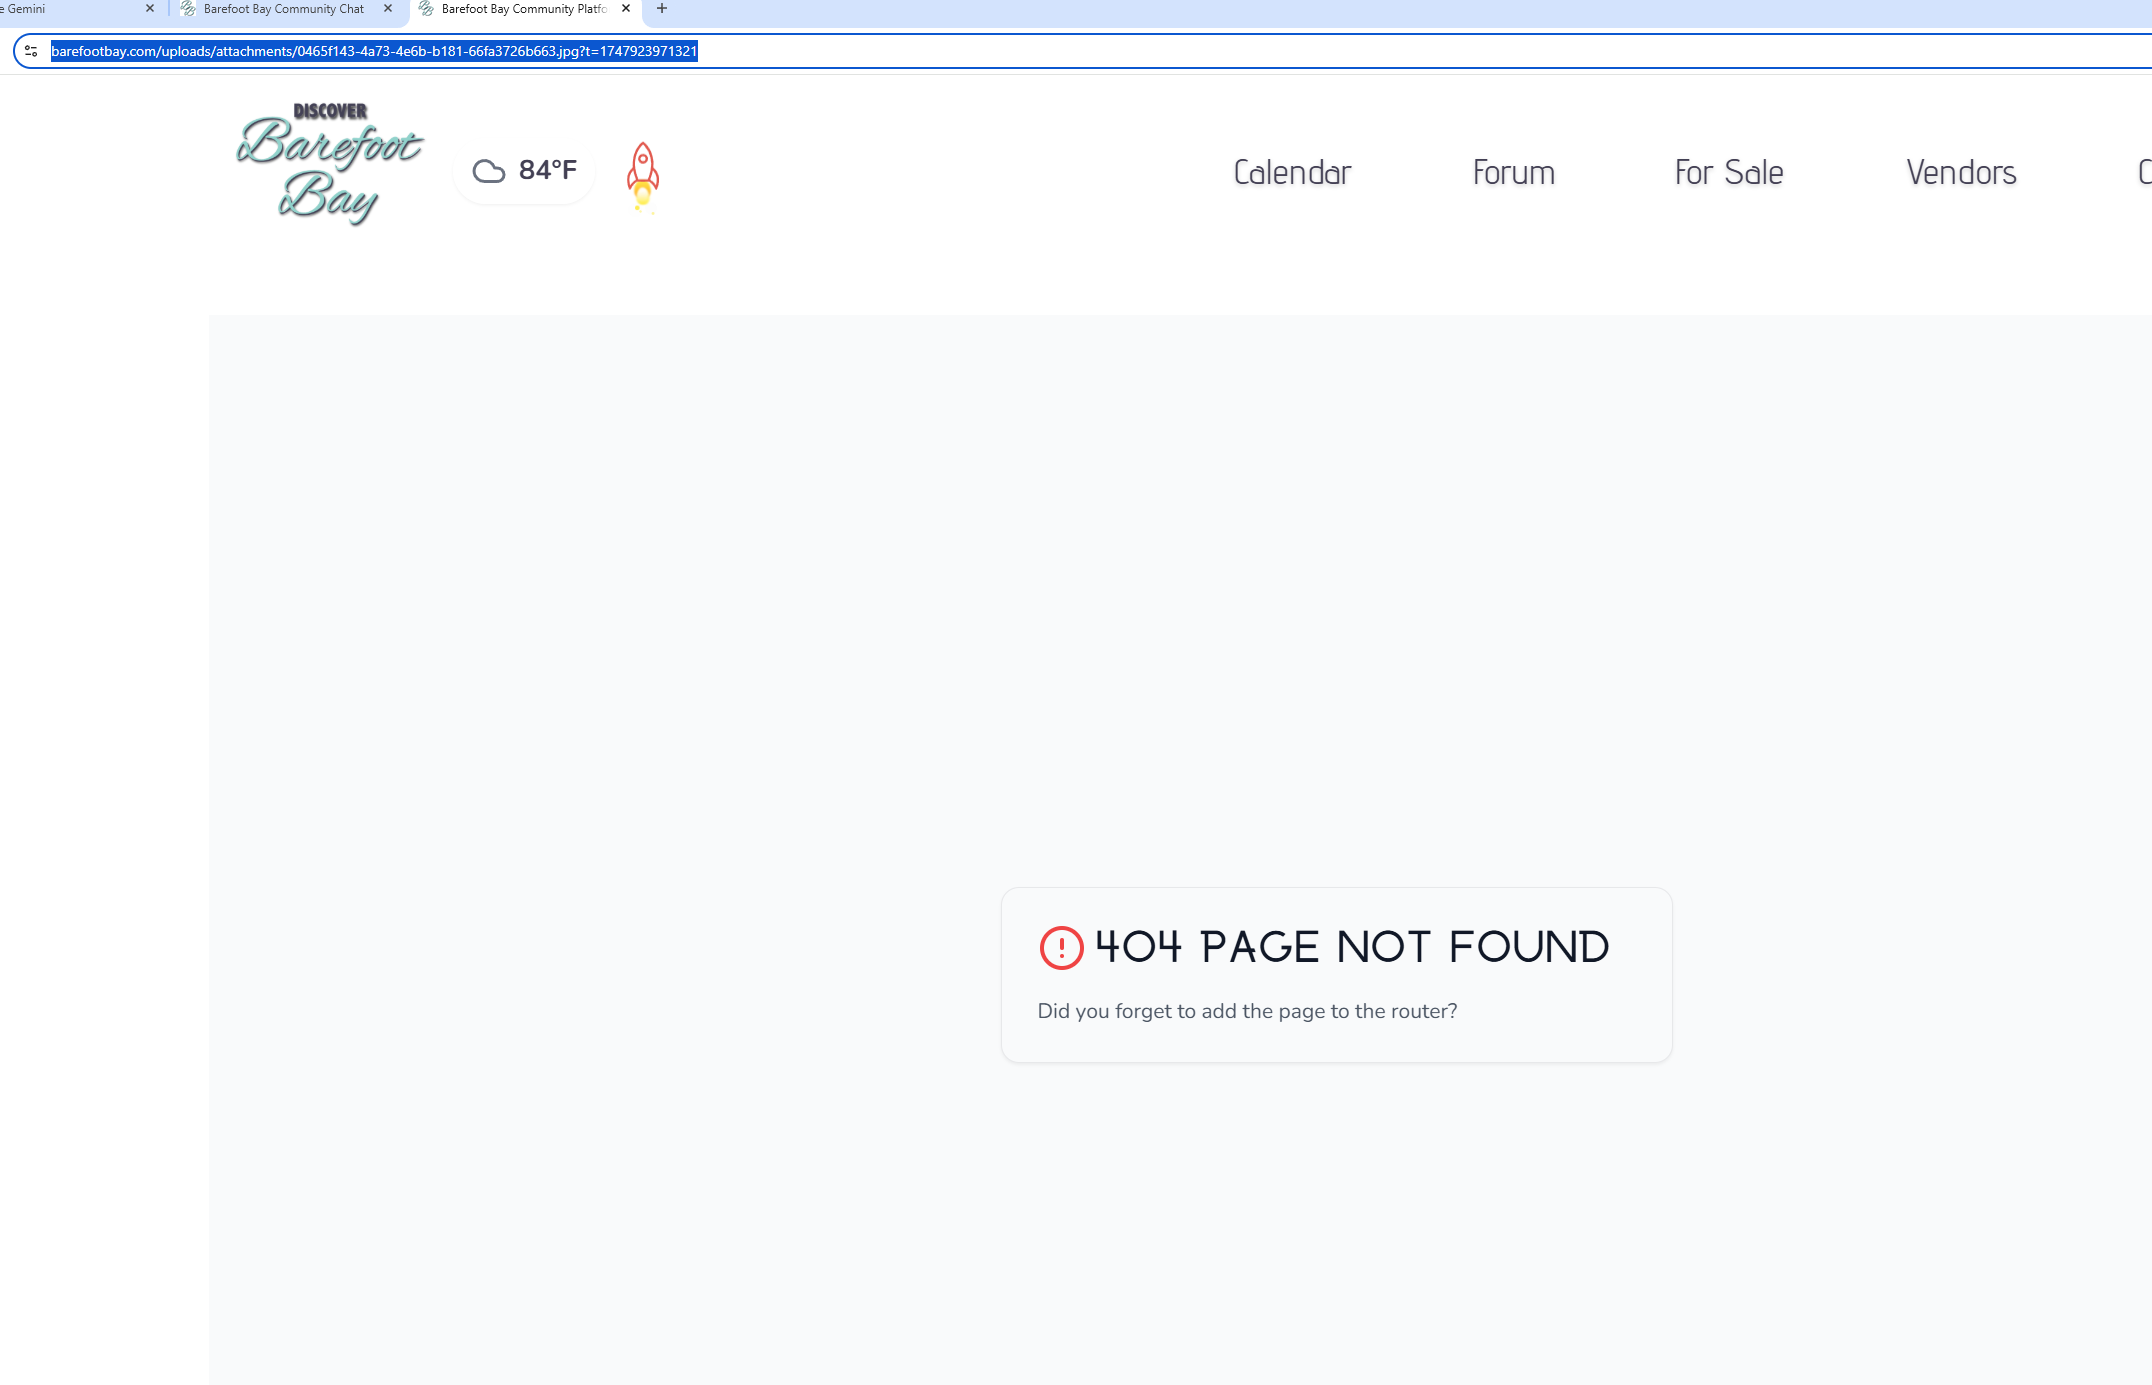 e Gemini
Barefoot Bay Community Chat
Barefoot Bay Community Platfo
barefootbay.com/uploads/attachments/0465f143-4a73-4e6b-b181-66fa3726b663.jpg?t=1747923971321
DISCOVER
Barefoot
Bay
84°F
Calendar
Forum
For Sale
Vendors
C
404 PAGE NOT FOUND
Did you forget to add the page to the router?